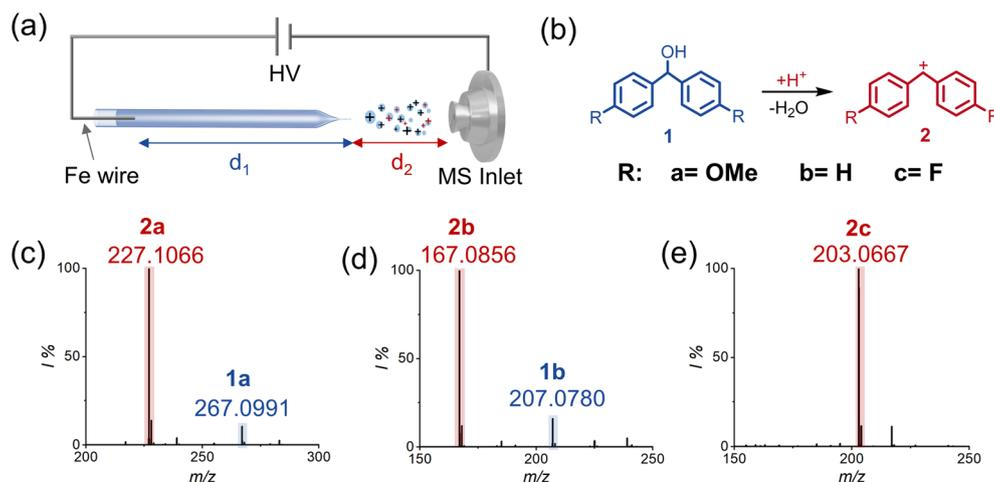 (a)
HV
Fe wire
d1
d2
MS Inlet
(b)
OH
R
R
1
+H+
-H2O
+
R
R
2
R: a= OMe b= H c= F
(c)
2a
227.1066
1a
267.0991
100
50
0
I %
200
250
300
m/z
(d)
2b
167.0856
1b
207.0780
100
50
0
I %
150
200
250
m/z
(e)
2c
203.0667
100
50
0
I %
150
200
250
m/z